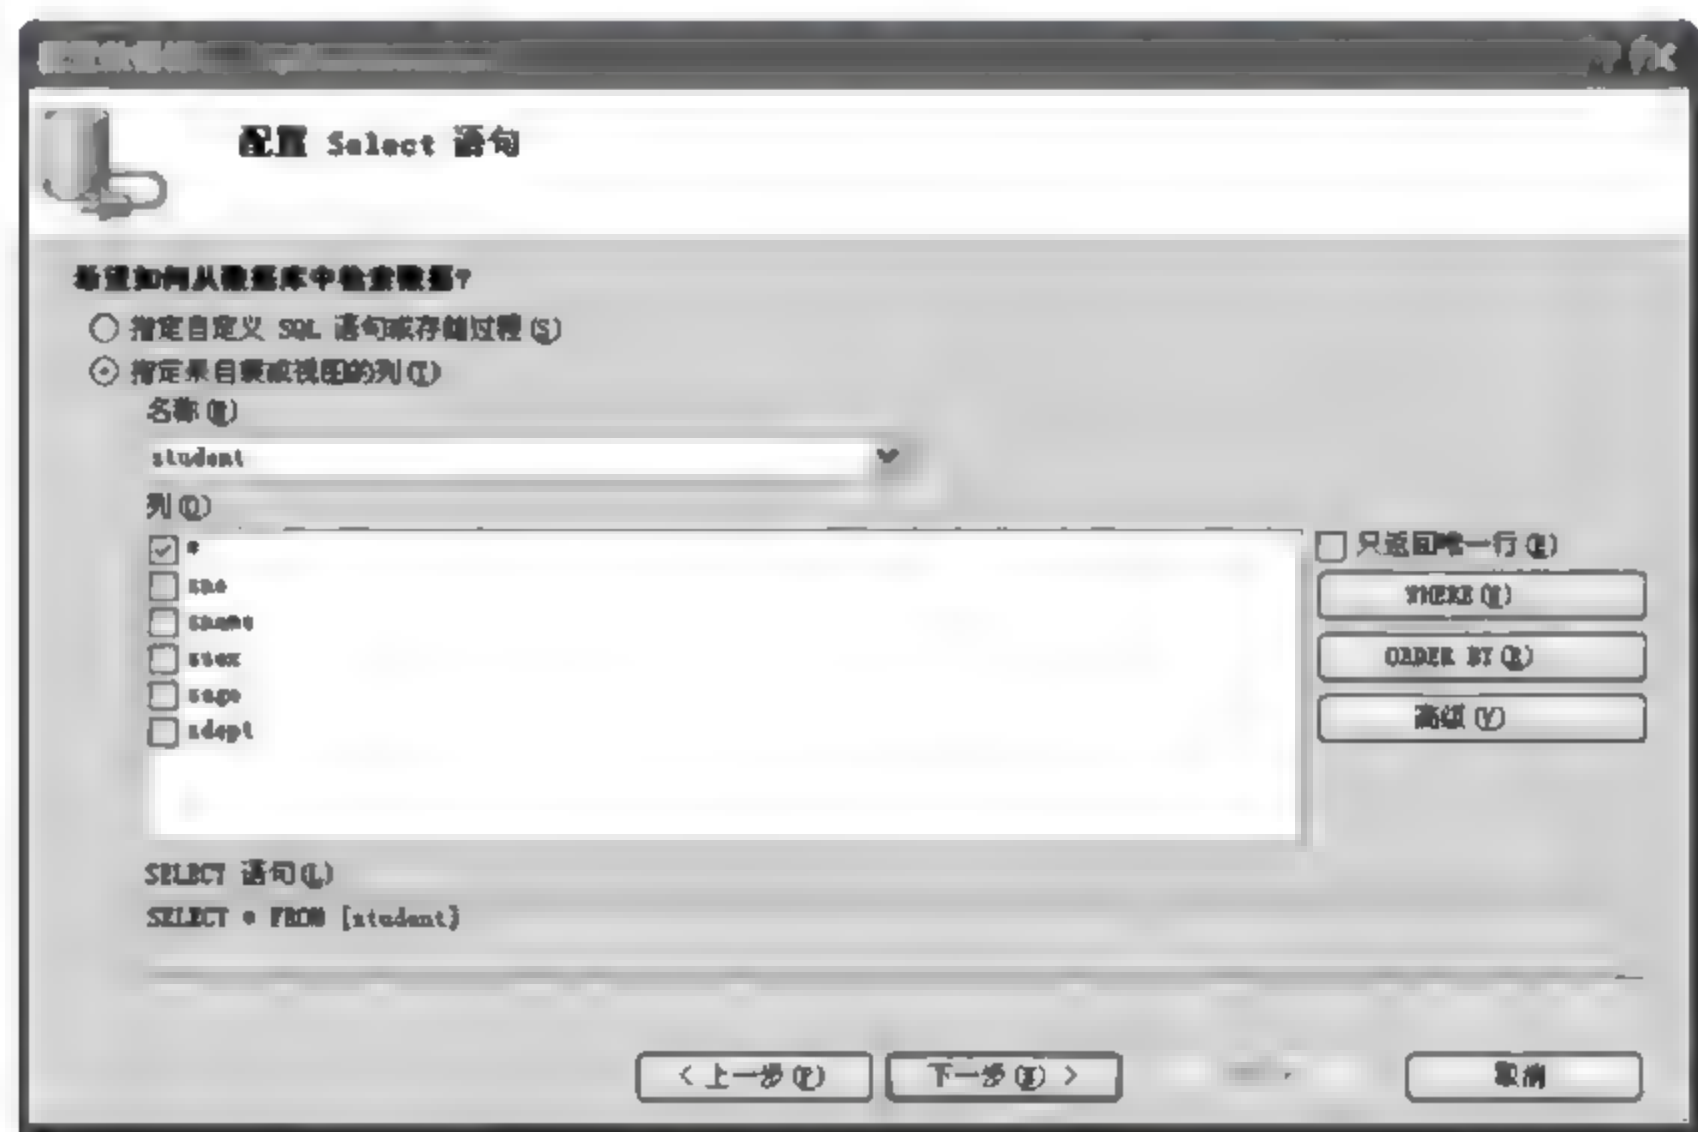 配置 Select 语句
希望如何从数据库中检索数据?
指定自定义 SQL 语句或存储过程(S)
指定来自表或视图的列(T)
名称(M)
student
列(O)
*
sno
sname
ssex
sage
sdept
只返回唯一行(E)
WHERE(W)
ORDER BY(R)
高级(V)
SELECT 语句(L)
SELECT * FROM [student]
< 上一步(P)
下一步(N) >
取消